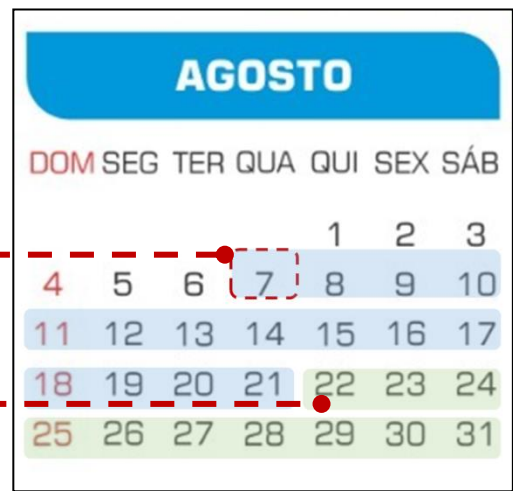 AGOSTO
DOM SEG TER QUA QUI SEX SÁB
1 2 3
4 5 6 7 8 9 10
11 12 13 14 15 16 17
18 19 20 21 22 23 24
25 26 27 28 29 30 31